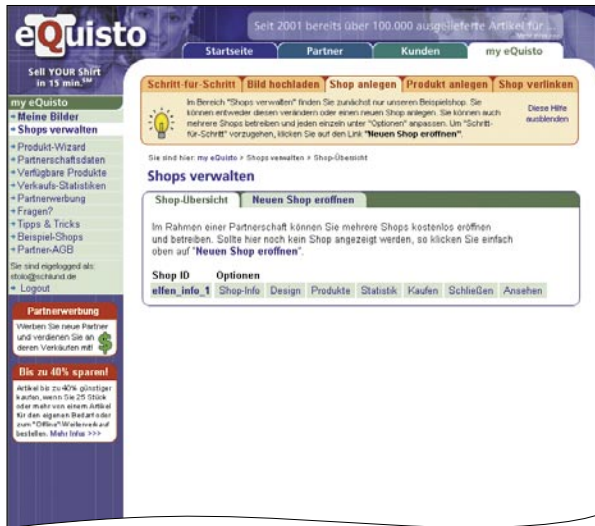 eQuisto
Seit 2001 bereits über 100.000 ausgelieferte Artikel für ...
Startseite
Partner
Kunden
my eQuisto
Sell YOUR Shirt
in 15 min.SM
Schritt-für-Schritt
Bild hochladen
Shop anlegen
Produkt anlegen
Shop verlinken
Im Bereich "Shops verwalten" finden Sie zunächst nur unseren Beispielshop. Sie
können entweder diesen verändern oder einen neuen Shop anlegen. Sie können auch
mehrere Shops betreiben und jeden einzeln unter "Optionen" anpassen. Um "Schritt-
für-Schritt" vorzugehen, klicken Sie auf den Link "Neuen Shop eröffnen".
Diese Hilfe
ausblenden
my eQuisto
Meine Bilder
Shops verwalten
Produkt-Wizard
Partnerschaftsdaten
Verfügbare Produkte
Verkaufs-Statistiken
Partnerwerbung
Fragen?
Tipps & Tricks
Beispiel-Shops
Partner-AGB
Sie sind eigelogged als:
stolo@schlund.de
Logout
Partnerwerbung
Werben Sie neue Partner
und verdienen Sie an
deren Verkäufen mit!
Bis zu 40% sparen!
Artikel bis zu 40% günstiger
kaufen, wenn Sie 25 Stück
oder mehr von einem Artikel
für den eigenen Bedarf oder
zum "Offline"-Weiterverkauf
bestellen. Mehr Infos >>>
Sie sind hier: my eQuisto > Shops verwalten > Shop-Übersicht
Shops verwalten
Shop-Übersicht
Neuen Shop eröffnen
Im Rahmen einer Partnerschaft können Sie mehrere Shops kostenlos eröffnen
und betreiben. Sollte hier noch kein Shop angezeigt werden, so klicken Sie einfach
oben auf "Neuen Shop eröffnen".
Shop ID Optionen
elfen_info_1 Shop-Info Design Produkte Statistik Kaufen Schließen Ansehen